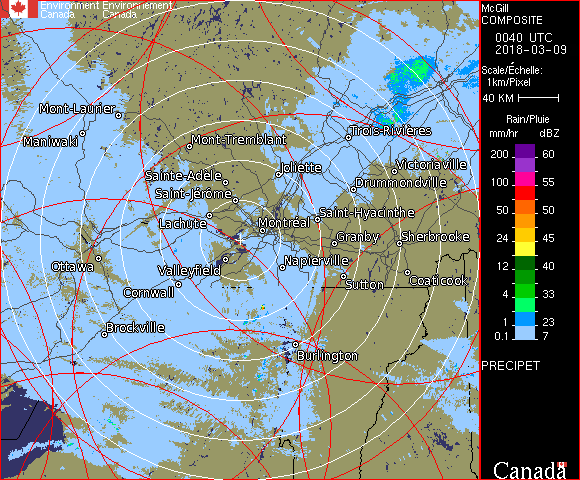 Environment Environnement
Canada Canada
McGill
COMPOSITE
0040 UTC
2018-03-09
Scale/Échelle:
1km/Pixel
40 KM
Rain/Pluie
mm/hr dBZ
200 60
100 55
50 50
24 45
12 40
4 33
1 23
0.1 7
PRECIPET
Canada
Mont-Laurier
Maniwaki
Mont-Tremblant
Trois-Rivières
Joliette
Victoriaville
Sainte-Adèle
Drummondville
Saint-Jérôme
Saint-Hyacinthe
Lachute
Montréal
Granby
Sherbrooke
Ottawa
Valleyfield
Napierville
Coaticook
Cornwall
Sutton
Brockville
Burlington